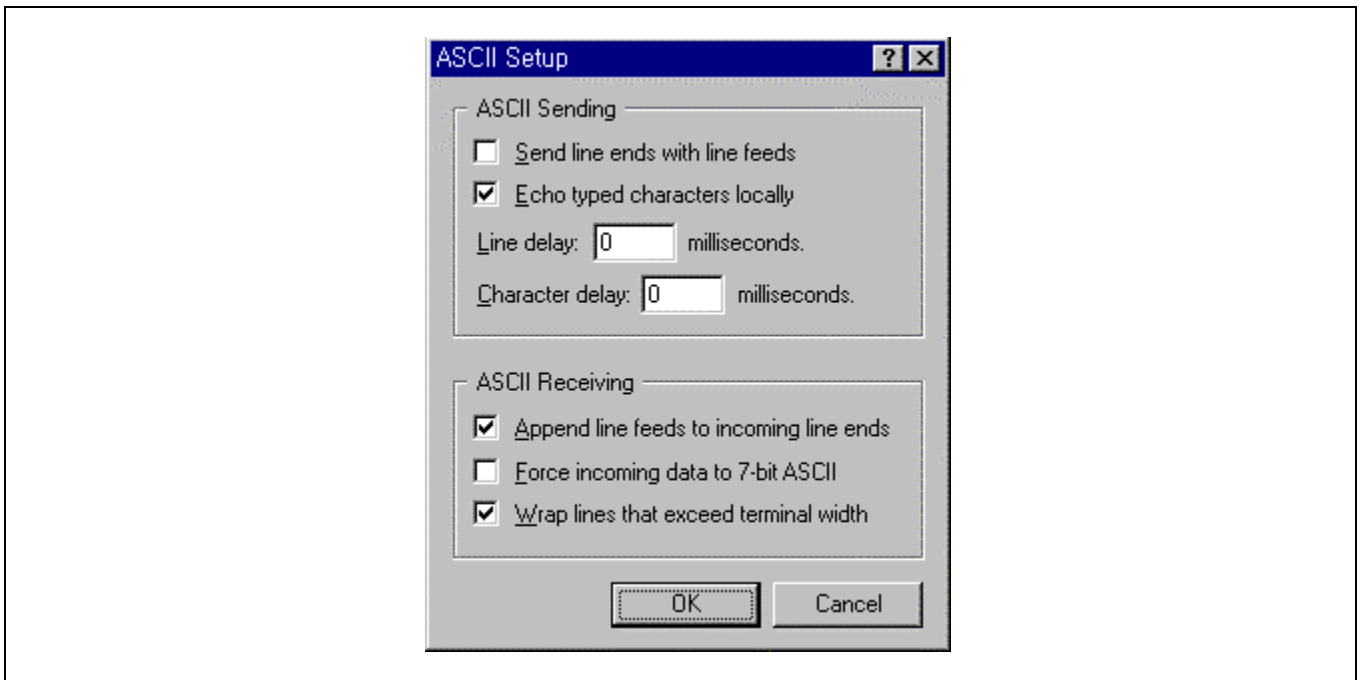 ASCII Setup
ASCII Sending
Send line ends with line feeds
Echo typed characters locally
Line delay: 0 milliseconds.
Character delay: 0 milliseconds.
ASCII Receiving
Append line feeds to incoming line ends
Force incoming data to 7-bit ASCII
Wrap lines that exceed terminal width
OK Cancel